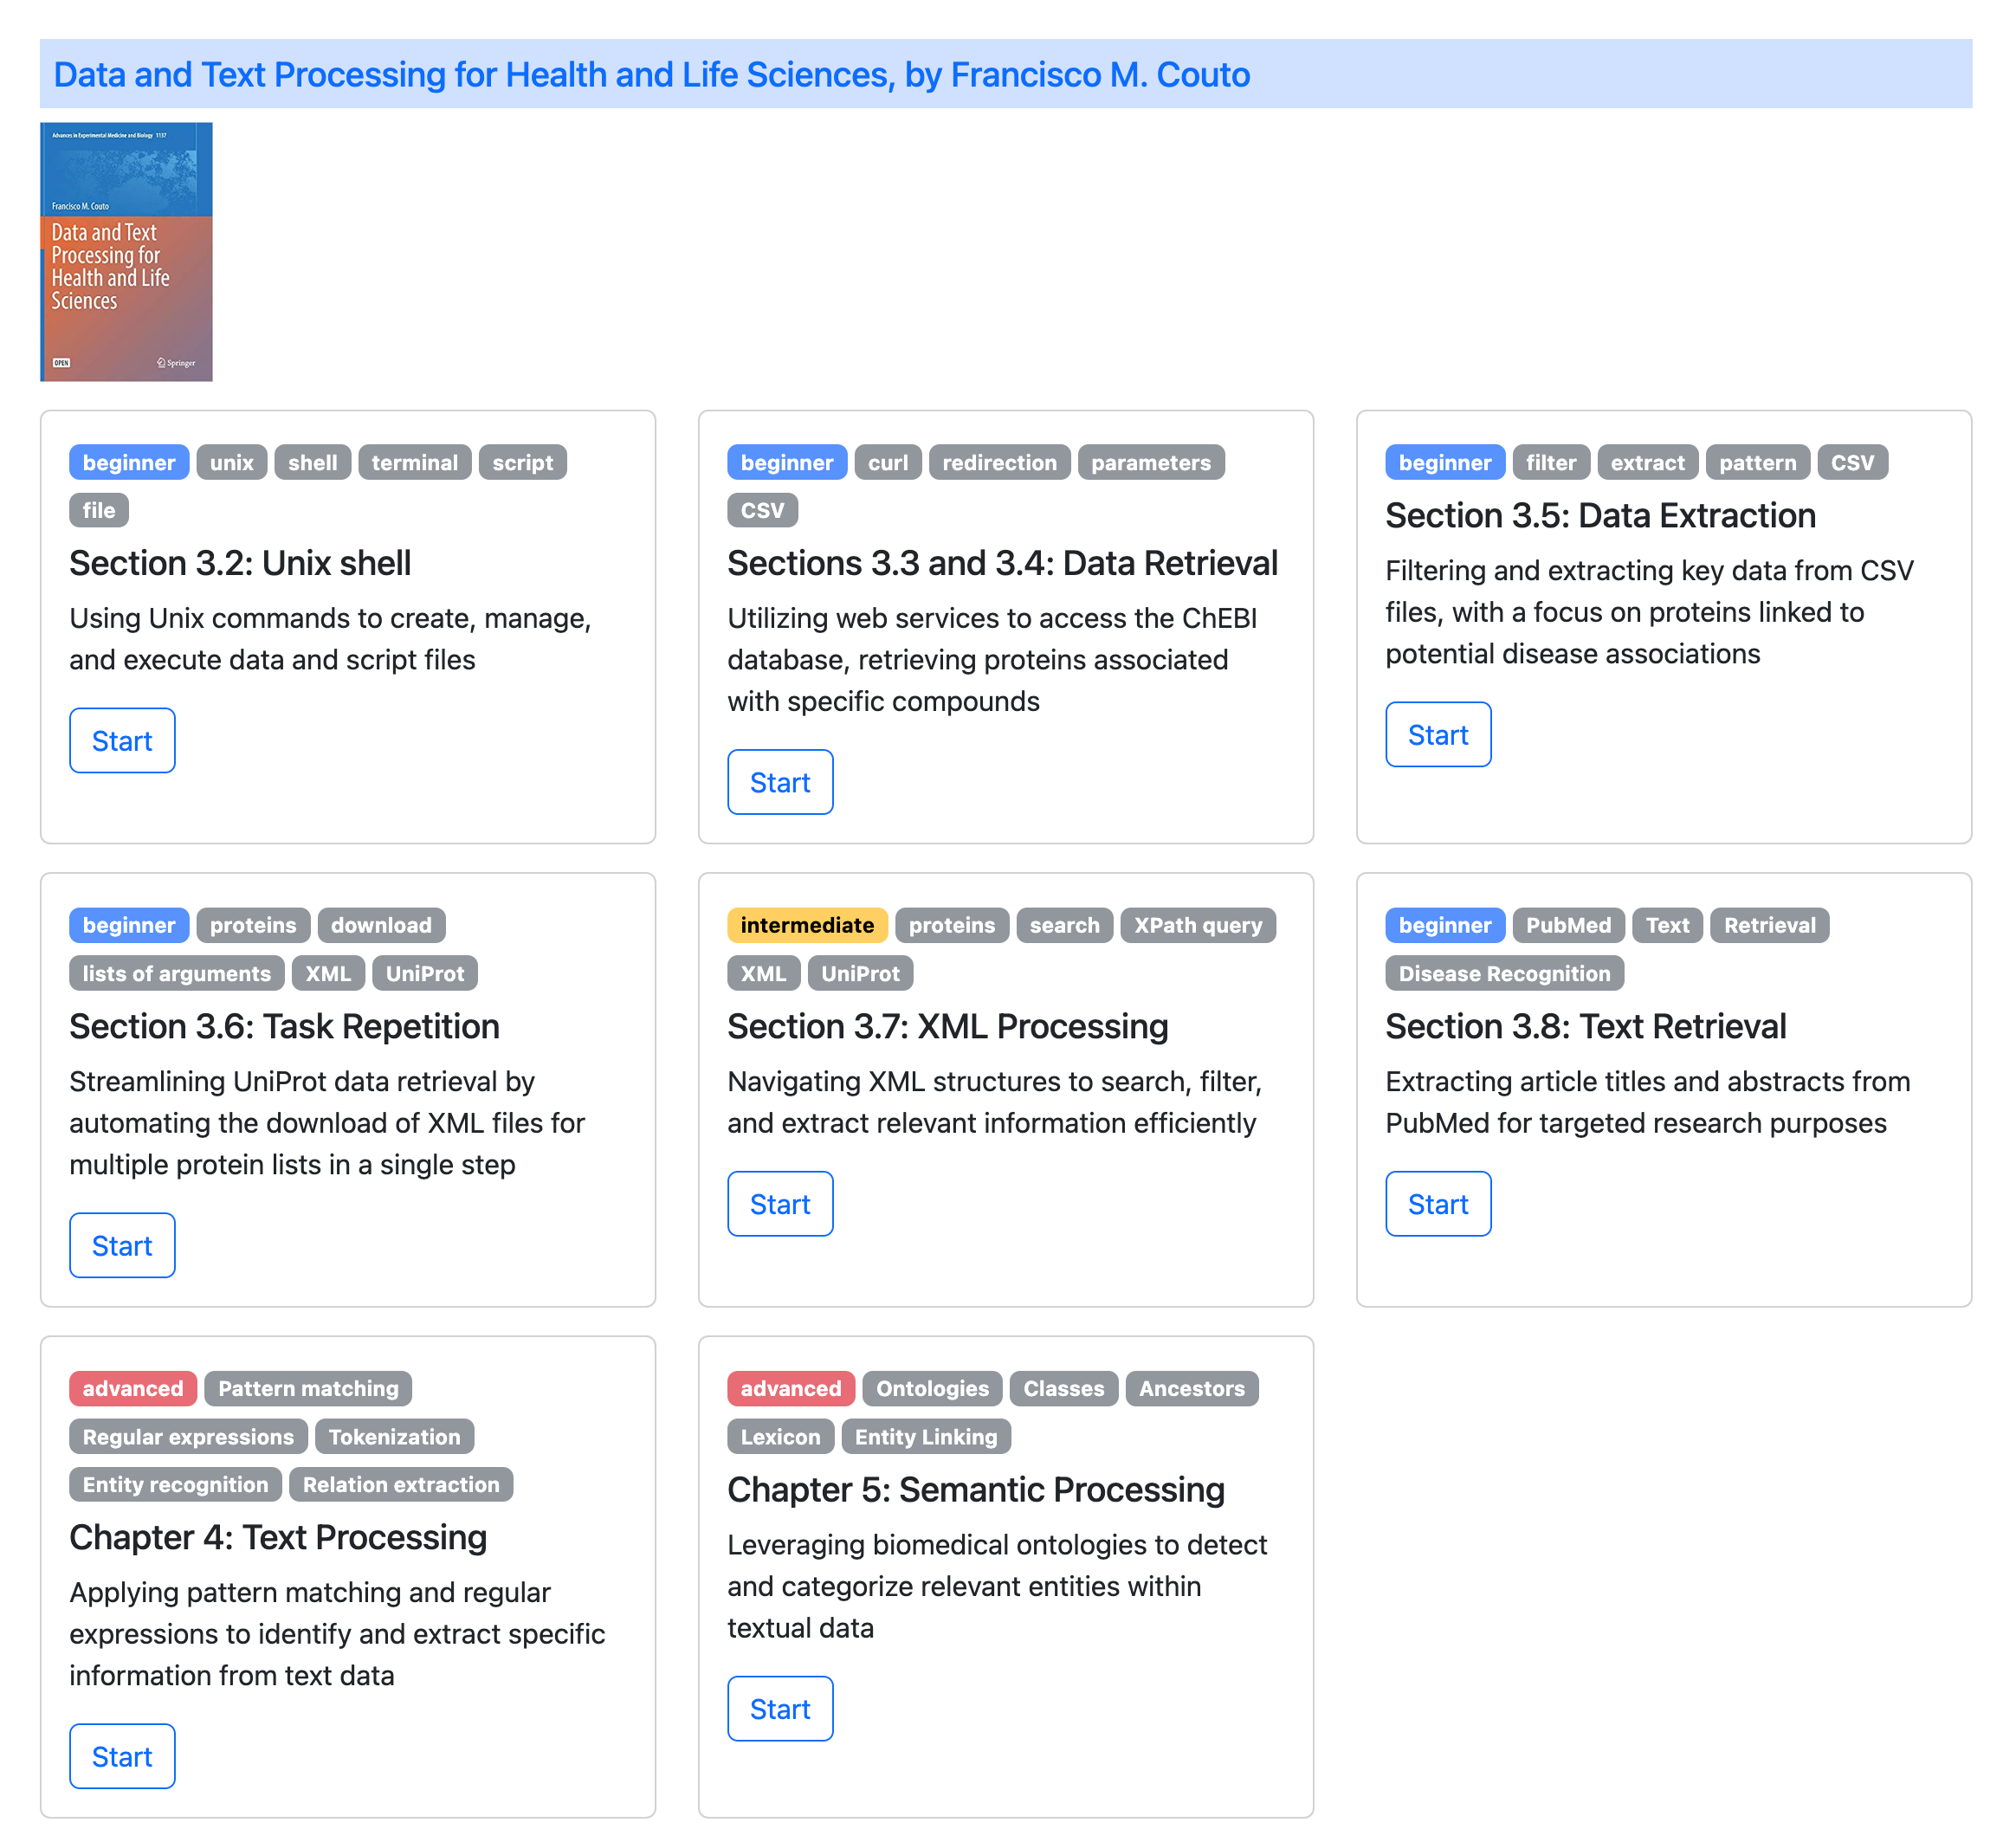 Data and Text Processing for Health and Life Sciences, by Francisco M. Couto
Advances in Experimental Medicine and Biology 1137
Francisco M. Couto
Data and Text
Processing for
Health and Life
Sciences
OPEN
Springer
beginner unix shell terminal script
file
Section 3.2: Unix shell
Using Unix commands to create, manage,
and execute data and script files
Start
beginner curl redirection parameters
CSV
Sections 3.3 and 3.4: Data Retrieval
Utilizing web services to access the ChEBI
database, retrieving proteins associated
with specific compounds
Start
beginner filter extract pattern CSV
Section 3.5: Data Extraction
Filtering and extracting key data from CSV
files, with a focus on proteins linked to
potential disease associations
Start
beginner proteins download
lists of arguments XML UniProt
Section 3.6: Task Repetition
Streamlining UniProt data retrieval by
automating the download of XML files for
multiple protein lists in a single step
Start
intermediate proteins search XPath query
XML UniProt
Section 3.7: XML Processing
Navigating XML structures to search, filter,
and extract relevant information efficiently
Start
beginner PubMed Text Retrieval
Disease Recognition
Section 3.8: Text Retrieval
Extracting article titles and abstracts from
PubMed for targeted research purposes
Start
advanced Pattern matching
Regular expressions Tokenization
Entity recognition Relation extraction
Chapter 4: Text Processing
Applying pattern matching and regular
expressions to identify and extract specific
information from text data
Start
advanced Ontologies Classes Ancestors
Lexicon Entity Linking
Chapter 5: Semantic Processing
Leveraging biomedical ontologies to detect
and categorize relevant entities within
textual data
Start